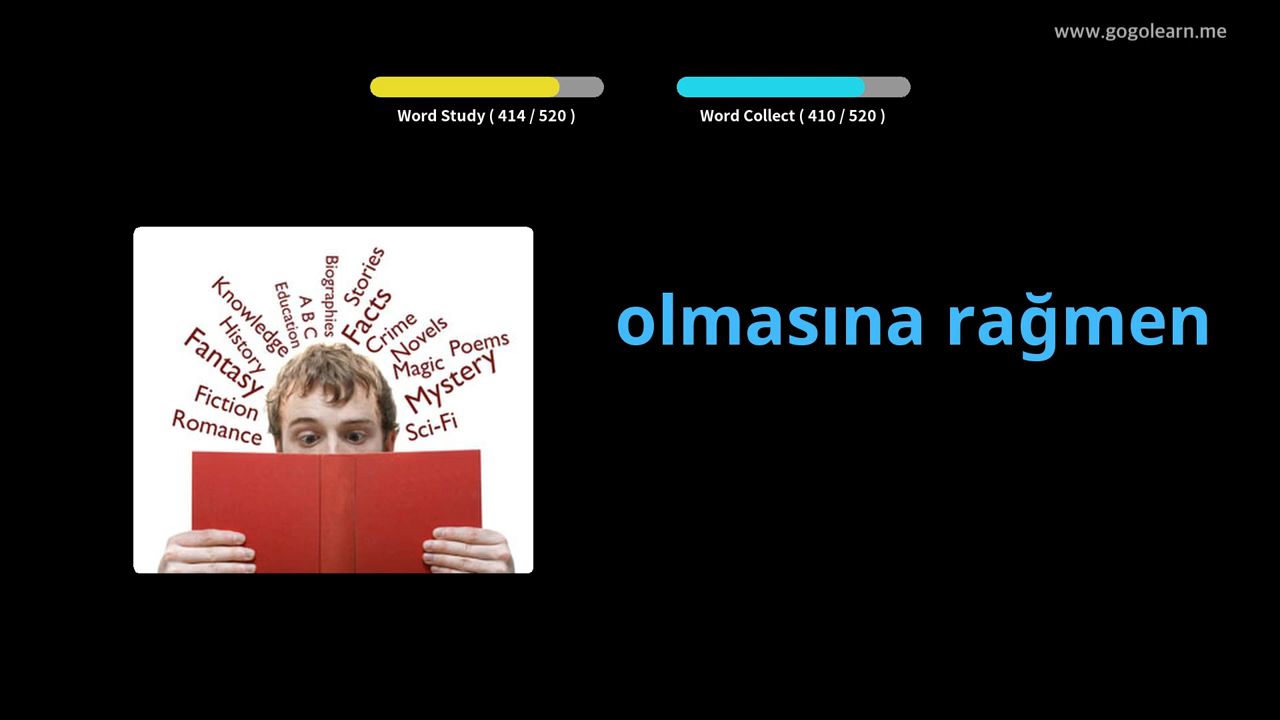 www.gogolearn.me
Word Study ( 414 / 520 )
Word Collect ( 410 / 520 )
olmasına rağmen
Knowledge
History
Fantasy
Fiction
Romance
Education
A B C
Biographies
Stories
Facts
Crime
Novels
Magic
Poems
Mystery
Sci-Fi